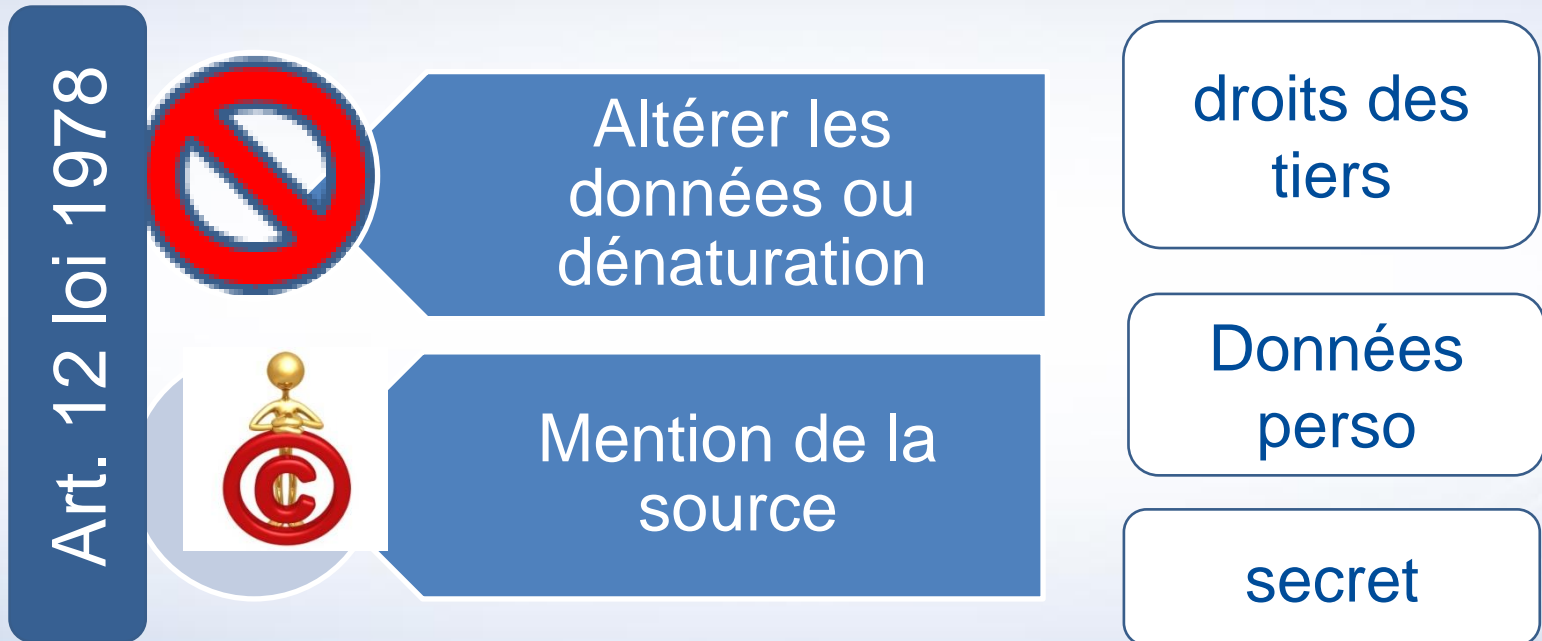 Art. 12 loi 1978
Altérer les
données ou
dénaturation
Mention de la
source
C
droits des
tiers
Données
perso
secret